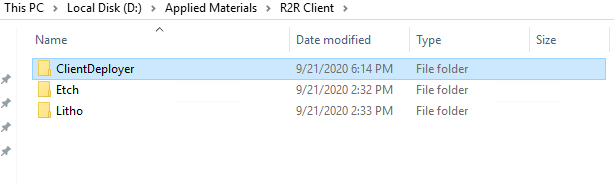 This PC > Local Disk (D:) > Applied Materials > R2R Client >
Name Date modified Type Size
ClientDeployer 9/21/2020 6:14 PM File folder
Etch 9/21/2020 2:32 PM File folder
Litho 9/21/2020 2:33 PM File folder